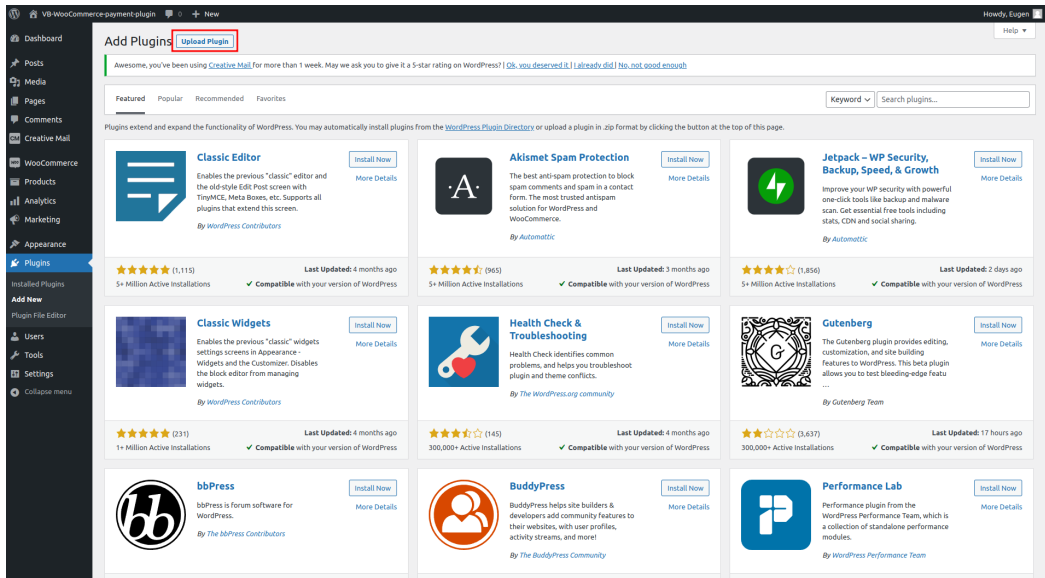 VB-WooCommerce-payment-plugin 0 + New Howdy, Eugen
Dashboard
Posts
Media
Pages
Comments
CM Creative Mail
WooCommerce
Products
Analytics
Marketing
Appearance
Plugins
Installed Plugins
Add New
Plugin File Editor
Users
Tools
Settings
Collapse menu
Help
Add Plugins Upload Plugin
Awesome, you've been using Creative Mail for more than 1 week. May we ask you to give it a 5-star rating on WordPress? | Ok, you deserved it | I already did | No, not good enough
Featured Popular Recommended Favorites Keyword Search plugins...
Plugins extend and expand the functionality of WordPress. You may automatically install plugins from the WordPress Plugin Directory or upload a plugin in .zip format by clicking the button at the top of this page.
Classic Editor
Install Now
More Details
Enables the previous "classic" editor and
the old-style Edit Post screen with
TinyMCE, Meta Boxes, etc. Supports all
plugins that extend this screen.
By WordPress Contributors
(1,115) Last Updated: 4 months ago
5+ Million Active Installations ✓ Compatible with your version of WordPress
·A·
Akismet Spam Protection
Install Now
More Details
The best anti-spam protection to block
spam comments and spam in a contact
form. The most trusted antispam
solution for WordPress and
WooCommerce.
By Automattic
(965) Last Updated: 3 months ago
5+ Million Active Installations ✓ Compatible with your version of WordPress
Jetpack – WP Security,
Backup, Speed, & Growth
Install Now
More Details
Improve your WP security with powerful
one-click tools like backup and malware
scan. Get essential free tools including
stats, CDN and social sharing.
By Automattic
(1,856) Last Updated: 2 days ago
5+ Million Active Installations ✓ Compatible with your version of WordPress
Classic Widgets
Install Now
More Details
Enables the previous "classic" widgets
settings screens in Appearance -
Widgets and the Customizer. Disables
the block editor from managing
widgets.
By WordPress Contributors
(231) Last Updated: 4 months ago
1+ Million Active Installations ✓ Compatible with your version of WordPress
Health Check &
Troubleshooting
Install Now
More Details
Health Check identifies common
problems, and helps you troubleshoot
plugin and theme conflicts.
By The WordPress.org community
(145) Last Updated: 4 months ago
300,000+ Active Installations ✓ Compatible with your version of WordPress
G
Gutenberg
Install Now
More Details
The Gutenberg plugin provides editing,
customization, and site building
features to WordPress. This beta plugin
allows you to test bleeding-edge featu
…
By Gutenberg Team
(3,637) Last Updated: 17 hours ago
300,000+ Active Installations ✓ Compatible with your version of WordPress
bb
bbPress
Install Now
More Details
bbPress is forum software for
WordPress.
By The bbPress Contributors
BuddyPress
Install Now
More Details
BuddyPress helps site builders &
developers add community features to
their websites, with user profiles,
activity streams, and more!
By The BuddyPress Community
Performance Lab
Install Now
More Details
Performance plugin from the
WordPress Performance Team, which is
a collection of standalone performance
modules.
By WordPress Performance Team